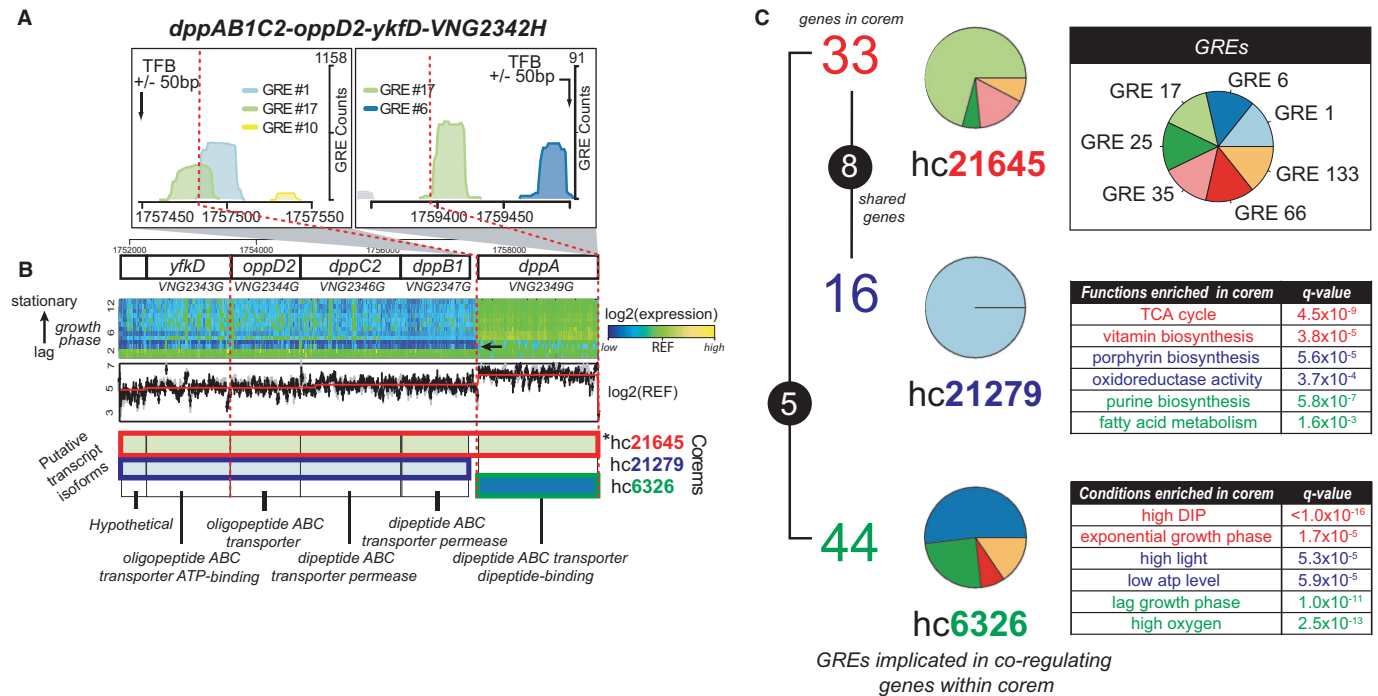 A
dppAB1C2-oppD2-ykfD-VNG2342H
TFB
+/- 50bp
1158
GRE #1
GRE #17
GRE #10
GRE Counts
1757450
1757500
1757550
TFB
+/- 50bp
91
GRE #17
GRE #6
GRE Counts
1759400
1759450
B
1752000
1754000
1756000
1758000
yfkD
oppD2
dppC2
dppB1
dppA
VNG2343G
VNG2344G
VNG2346G
VNG2347G
VNG2349G
stationary
growth
phase
lag
12
6
2
log2(expression)
low
REF
high
7
5
3
log2(REF)
Putative
transcript
isoforms
*hc21645
hc21279
hc6326
Corems
Hypothetical
oligopeptide ABC
transporter ATP-binding
oligopeptide ABC
transporter
dipeptide ABC
transporter permease
dipeptide ABC
transporter permease
dipeptide ABC transporter
dipeptide-binding
C
genes in corem
33
hc21645
8
shared
genes
16
hc21279
5
44
hc6326
GREs implicated in co-regulating
genes within corem
GREs
GRE 17
GRE 6
GRE 1
GRE 25
GRE 133
GRE 35
GRE 66
Functions enriched in corem q-value
TCA cycle 4.5x10-9
vitamin biosynthesis 3.8x10-5
porphyrin biosynthesis 5.6x10-5
oxidoreductase activity 3.7x10-4
purine biosynthesis 5.8x10-7
fatty acid metabolism 1.6x10-3
Conditions enriched in corem q-value
high DIP <1.0x10-16
exponential growth phase 1.7x10-5
high light 5.3x10-5
low atp level 5.9x10-5
lag growth phase 1.0x10-11
high oxygen 2.5x10-13